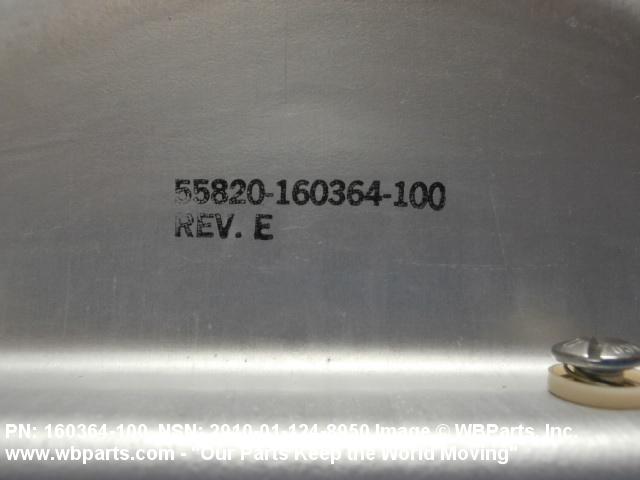 55820-160364-100
REV. E
PN: 160364-100, NSN: 2910-01-124-8950 Image © WBParts, Inc.
www.wbparts.com - "Our Parts Keep the World Moving"